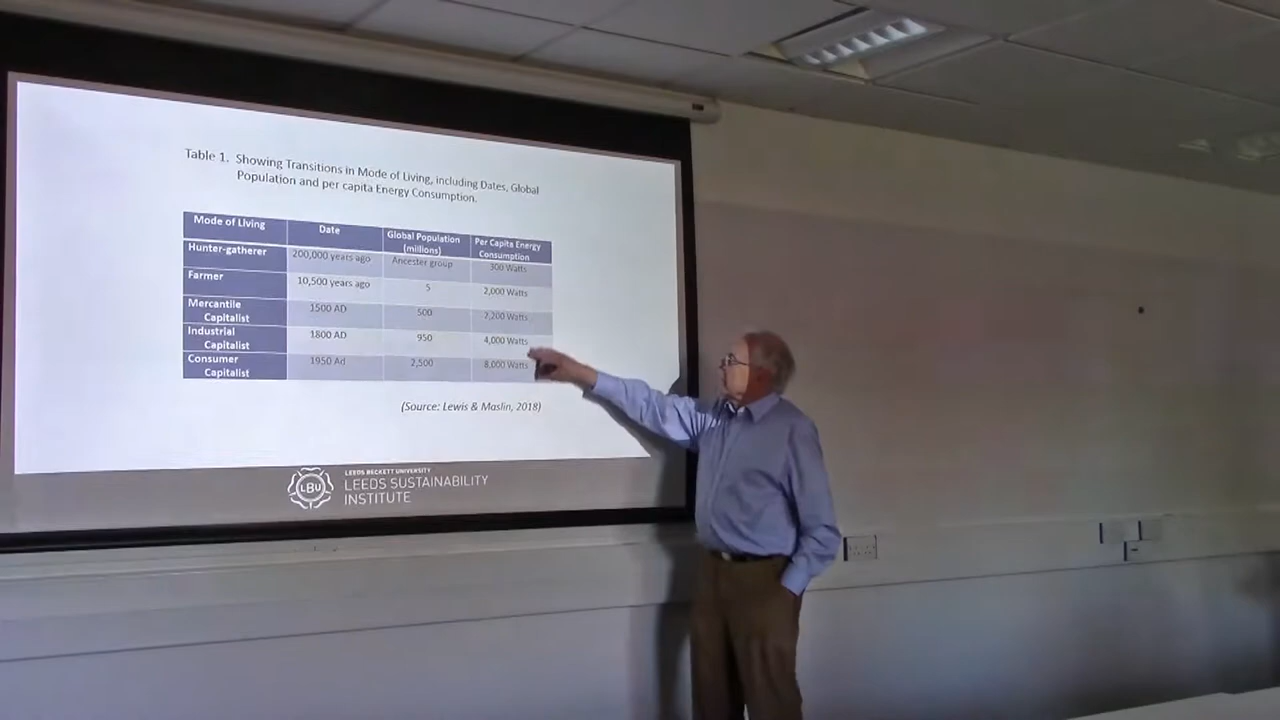 Table 1. Showing Transitions in Mode of Living, including Dates, Global
Population and per capita Energy Consumption.
Mode of Living Date Global Population (millions) Per Capita Energy Consumption
Hunter-gatherer 200,000 years ago Ancester group 300 Watts
Farmer 10,500 years ago 5 2,000 Watts
Mercantile Capitalist 1500 AD 500 2,200 Watts
Industrial Capitalist 1800 AD 950 4,000 Watts
Consumer Capitalist 1950 Ad 2,500 8,000 Watts
(Source: Lewis & Maslin, 2018)
LBU
LEEDS BECKETT UNIVERSITY
LEEDS SUSTAINABILITY
INSTITUTE